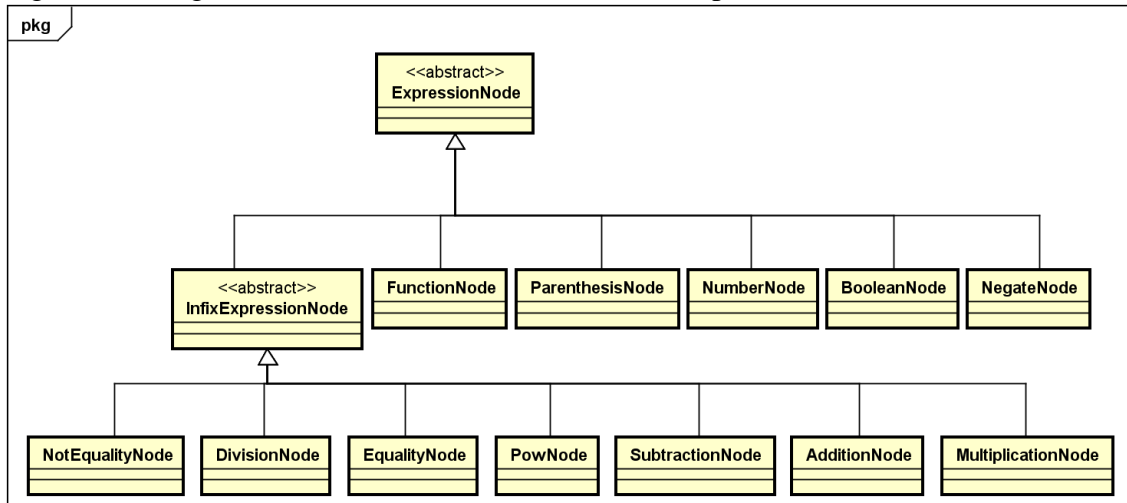 pkg
<<abstract>>
ExpressionNode
<<abstract>>
InfixExpressionNode
FunctionNode
ParenthesisNode
NumberNode
BooleanNode
NegateNode
NotEqualityNode
DivisionNode
EqualityNode
PowNode
SubtractionNode
AdditionNode
MultiplicationNode